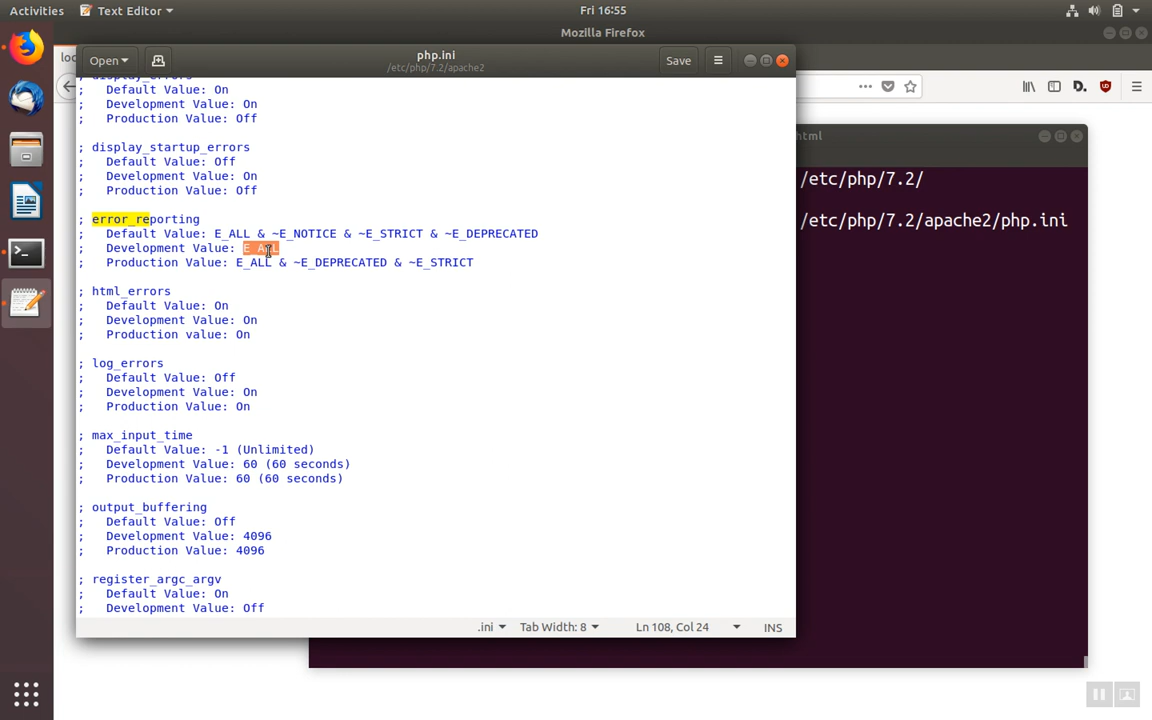 Activities
Text Editor
Fri 16:55
Mozilla Firefox
Open
php.ini
/etc/php/7.2/apache2
Save
; display_errors
;   Default Value: On
;   Development Value: On
;   Production Value: Off
; display_startup_errors
;   Default Value: Off
;   Development Value: On
;   Production Value: Off
; error_reporting
;   Default Value: E_ALL & ~E_NOTICE & ~E_STRICT & ~E_DEPRECATED
;   Development Value: E_ALL
;   Production Value: E_ALL & ~E_DEPRECATED & ~E_STRICT
; html_errors
;   Default Value: On
;   Development Value: On
;   Production value: On
; log_errors
;   Default Value: Off
;   Development Value: On
;   Production Value: On
; max_input_time
;   Default Value: -1 (Unlimited)
;   Development Value: 60 (60 seconds)
;   Production Value: 60 (60 seconds)
; output_buffering
;   Default Value: Off
;   Development Value: 4096
;   Production Value: 4096
; register_argc_argv
;   Default Value: On
;   Development Value: Off
.ini
Tab Width: 8
Ln 108, Col 24
INS
loc
html
/etc/php/7.2/
/etc/php/7.2/apache2/php.ini
D.